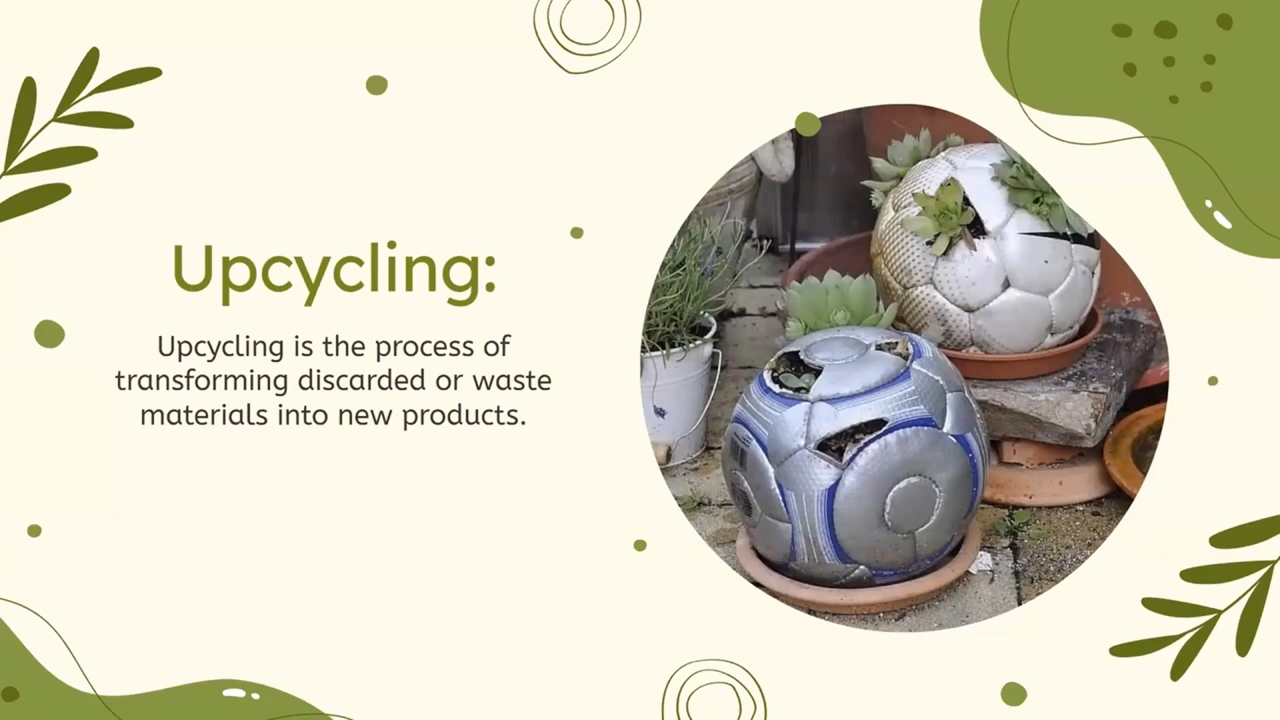 Upcycling:
Upcycling is the process of
transforming discarded or waste
materials into new products.